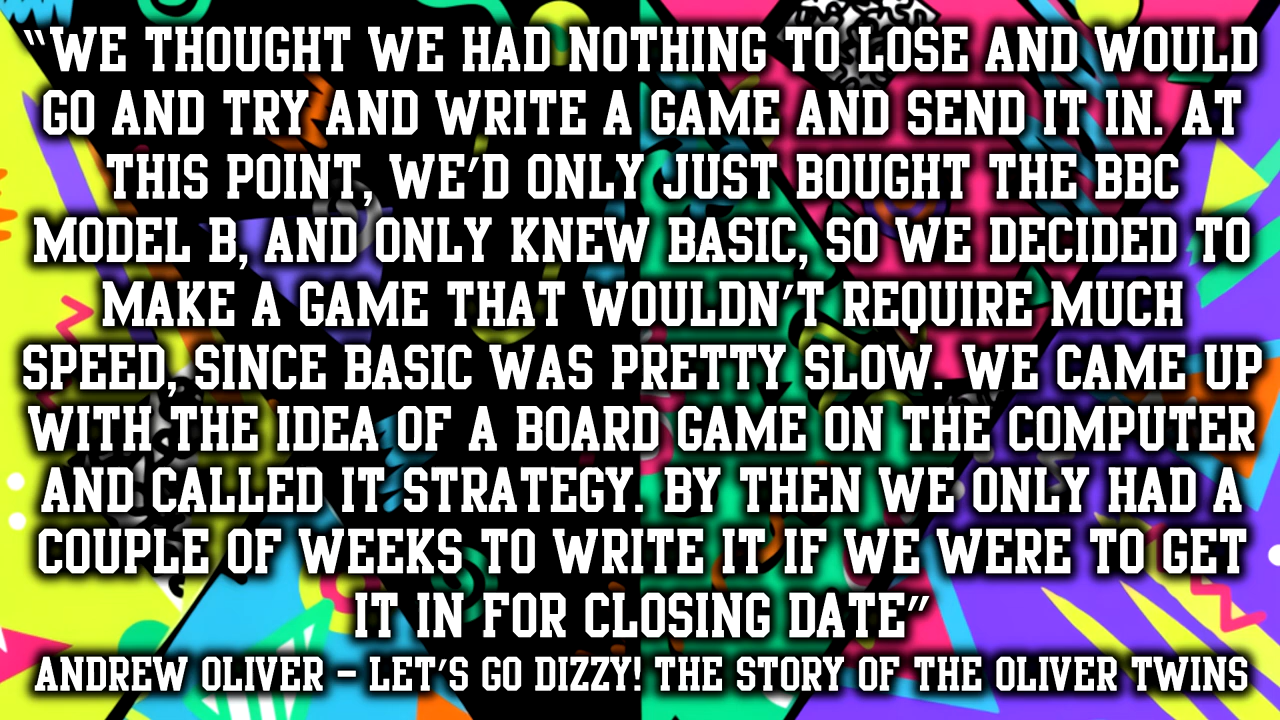 “WE THOUGHT WE HAD NOTHING TO LOSE AND WOULD
GO AND TRY AND WRITE A GAME AND SEND IT IN. AT
THIS POINT, WE’D ONLY JUST BOUGHT THE BBC
MODEL B, AND ONLY KNEW BASIC, SO WE DECIDED TO
MAKE A GAME THAT WOULDN’T REQUIRE MUCH
SPEED, SINCE BASIC WAS PRETTY SLOW. WE CAME UP
WITH THE IDEA OF A BOARD GAME ON THE COMPUTER
AND CALLED IT STRATEGY. BY THEN WE ONLY HAD A
COUPLE OF WEEKS TO WRITE IT IF WE WERE TO GET
IT IN FOR CLOSING DATE”
ANDREW OLIVER – LET’S GO DIZZY! THE STORY OF THE OLIVER TWINS